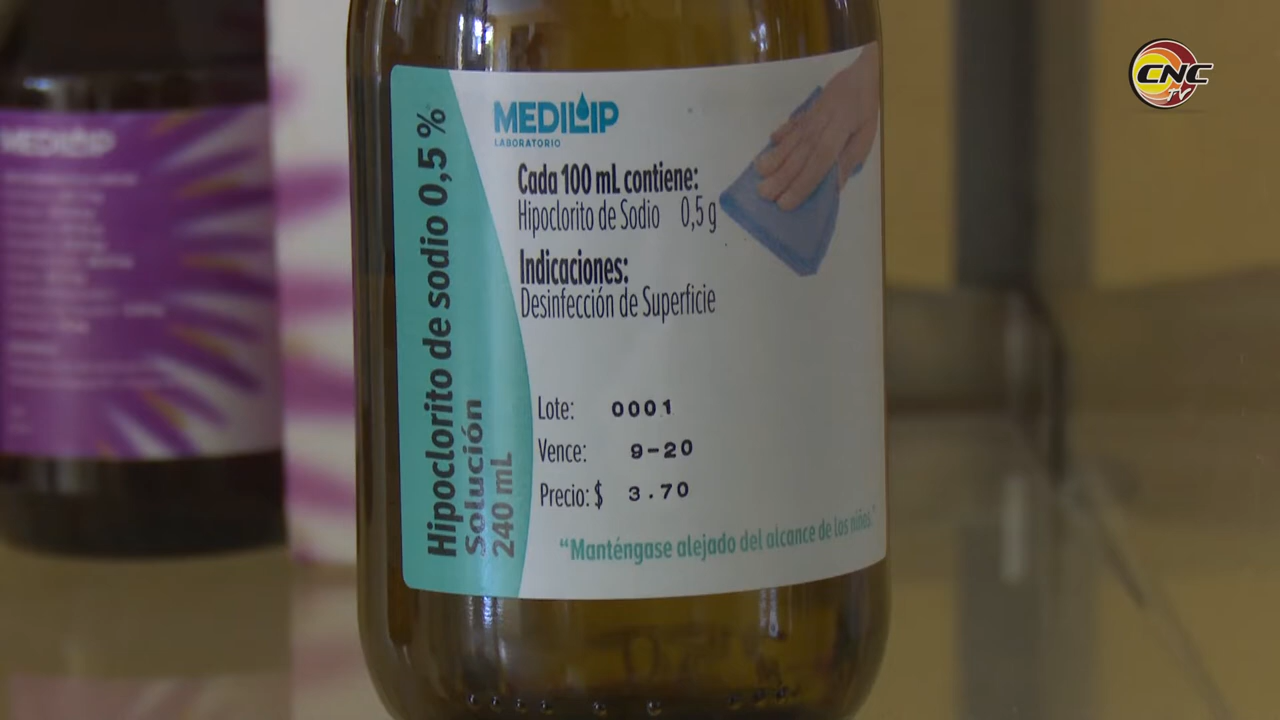 CNC
TV
MEDILIP
MEDILIP
LABORATORIO
Hipoclorito de sodio 0,5 %
Solución
240 mL
Cada 100 mL contiene:
Hipoclorito de Sodio 0,5 g
Indicaciones:
Desinfección de Superficie
Lote: 0001
Vence: 9-20
Precio: $ 3.70
“Manténgase alejado del alcance de los niños”